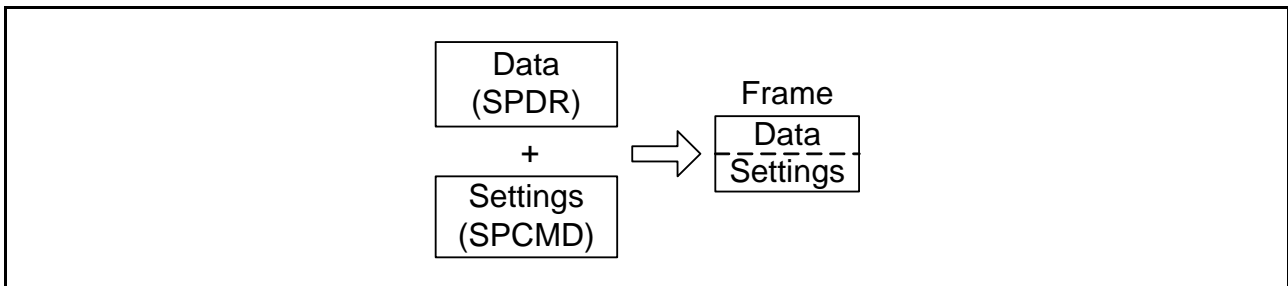 Data
(SPDR)
+
Settings
(SPCMD)
Frame
Data
Settings